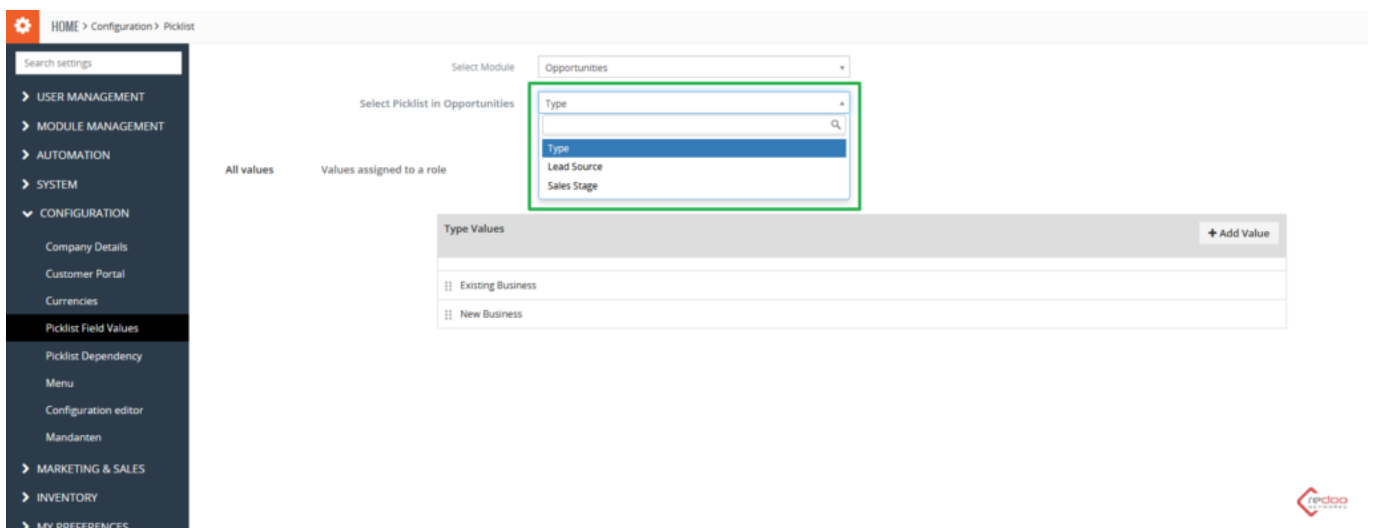 HOME > Configuration > Picklist
Search settings
USER MANAGEMENT
MODULE MANAGEMENT
AUTOMATION
SYSTEM
CONFIGURATION
Company Details
Customer Portal
Currencies
Picklist Field Values
Picklist Dependency
Menu
Configuration editor
Mandanten
MARKETING & SALES
INVENTORY
MY PREFERENCES
Select Module
Opportunities
Select Picklist in Opportunities
Type
Type
Lead Source
Sales Stage
All values
Values assigned to a role
Type Values
+ Add Value
Existing Business
New Business
redoo
NETWORKS